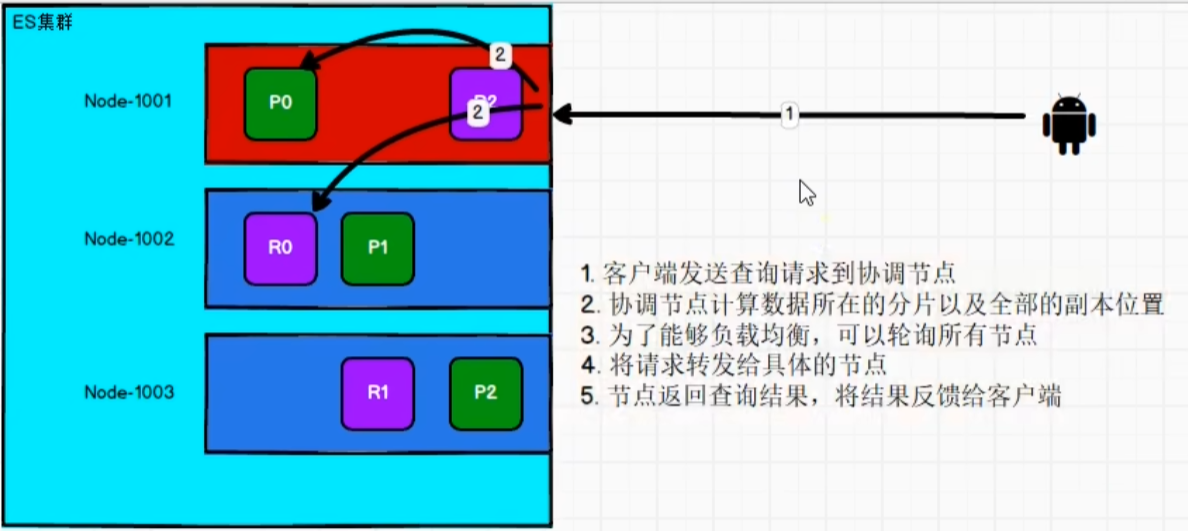 ES集群
2
Node-1001
P0
R2
2
1
Node-1002
R0
P1
1. 客户端发送查询请求到协调节点
2. 协调节点计算数据所在的分片以及全部的副本位置
3. 为了能够负载均衡，可以轮询所有节点
4. 将请求转发给具体的节点
5. 节点返回查询结果，将结果反馈给客户端
Node-1003
R1
P2